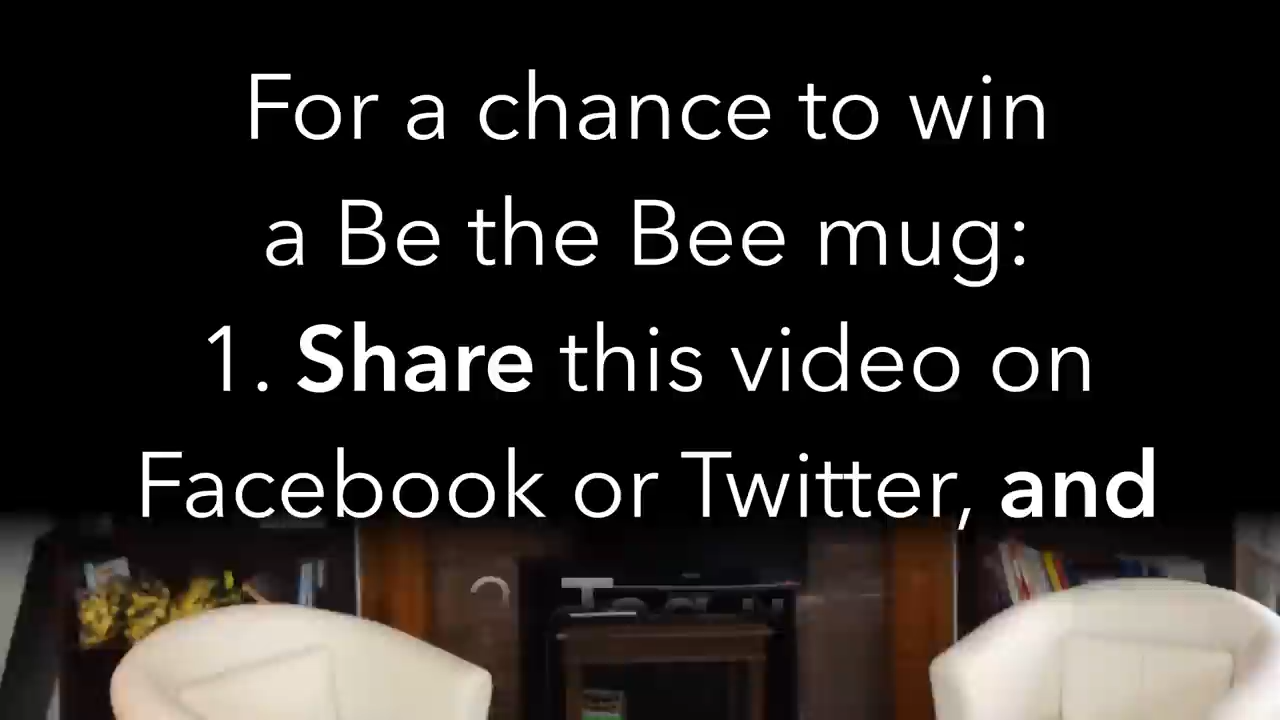 For a chance to win
a Be the Bee mug:
1. Share this video on
Facebook or Twitter, and